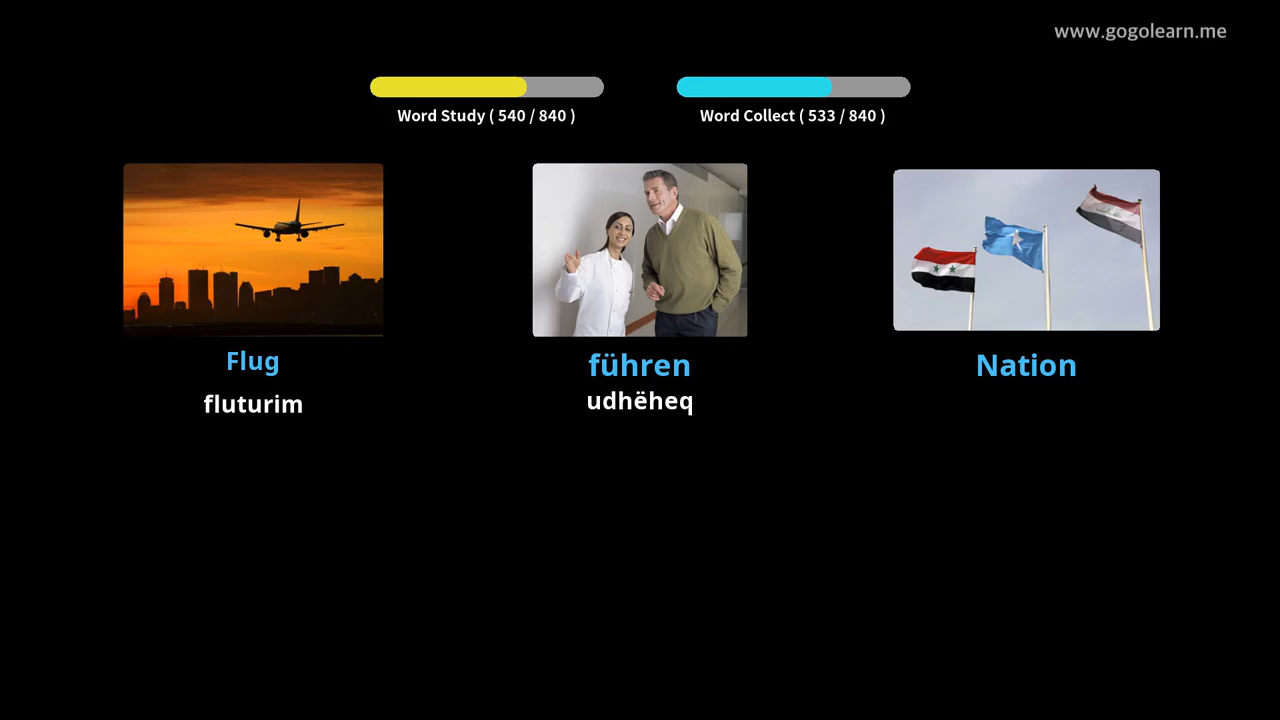 www.gogolearn.me
Word Study ( 540 / 840 )
Word Collect ( 533 / 840 )
Flug
fluturim
führen
udhëheq
Nation